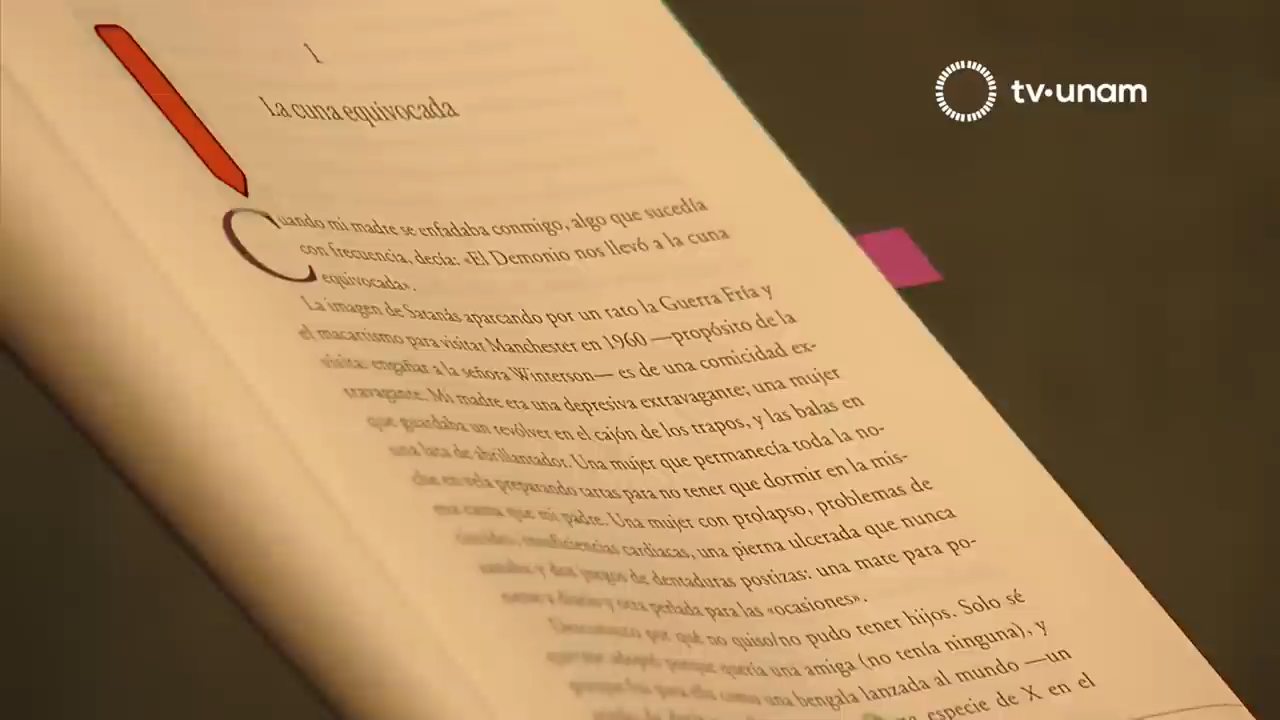 tv·unam
1
La cuna equivocada
Cuando mi madre se enfadaba conmigo, algo que sucedía
con frecuencia, decía: «El Demonio nos llevó a la cuna
equivocada».
La imagen de Satanás aparcando por un rato la Guerra Fría y
el macartismo para visitar Manchester en 1960 —propósito de la
visita: engañar a la señora Winterson— es de una comicidad ex-
travagante. Mi madre era una depresiva extravagante; una mujer
que guardaba un revólver en el cajón de los trapos, y las balas en
una lata de abrillantador. Una mujer que permanecía toda la no-
che en vela preparando tartas para no tener que dormir en la mis-
ma cama que mi padre. Una mujer con prolapso, problemas de
insuficiencias cardiacas, una pierna ulcerada que nunca
y dos juegos de dentaduras postizas: una mate para po-
nerse a diario y otra perlada para las «ocasiones».
por qué no quiso/no pudo tener hijos. Solo sé
que me adoptó porque quería una amiga (no tenía ninguna), y
porque fui para ella como una bengala lanzada al mundo —un
especie de X en el